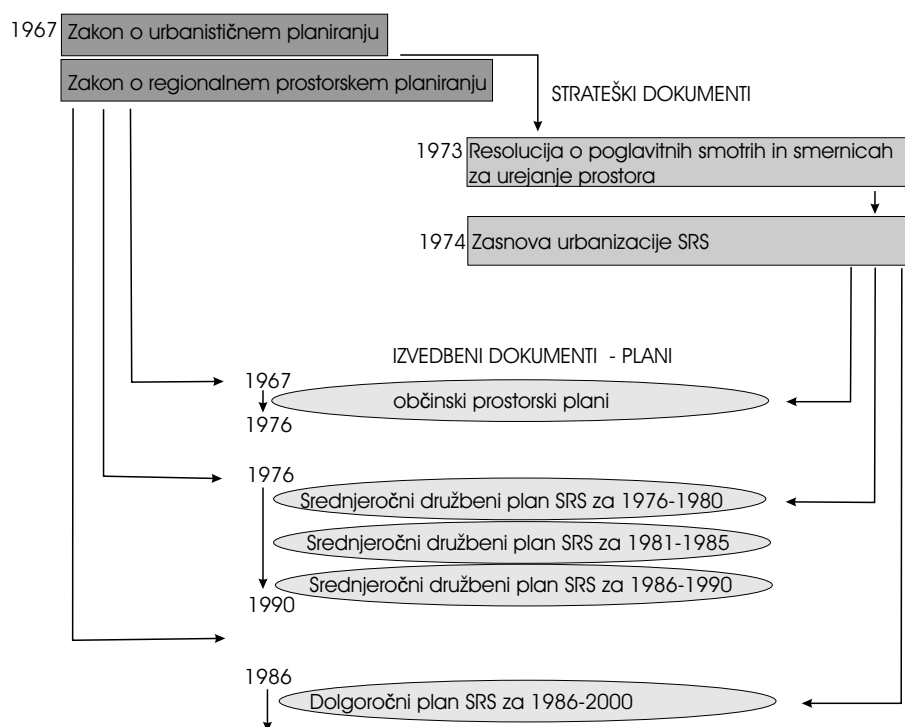 1967 Zakon o urbanističnem planiranju
Zakon o regionalnem prostorskem planiranju
STRATEŠKI DOKUMENTI
1973 Resolucija o poglavitnih smotrih in smernicah
za urejanje prostora
1974 Zasnova urbanizacije SRS
IZVEDBENI DOKUMENTI - PLANI
1967
občinski prostorski plani
1976
1976
Srednjeročni družbeni plan SRS za 1976-1980
Srednjeročni družbeni plan SRS za 1981-1985
Srednjeročni družbeni plan SRS za 1986-1990
1990
1986
Dolgoročni plan SRS za 1986-2000